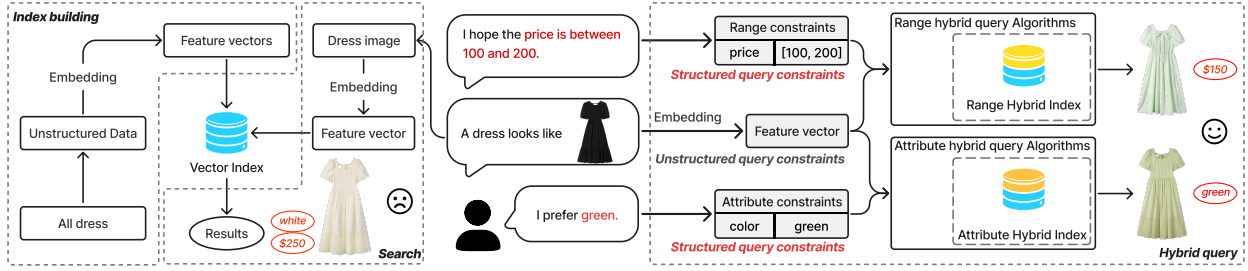 Index building
Feature vectors
Embedding
Unstructured Data
All dress
Vector Index
Results
white
$250
Dress image
Embedding
Feature vector
Search
I hope the price is between
100 and 200.
A dress looks like
I prefer green.
Range constraints
price
[100, 200]
Structured query constraints
Embedding
Feature vector
Unstructured query constraints
Attribute constraints
color
green
Structured query constraints
Range hybrid query Algorithms
Range Hybrid Index
$150
Attribute hybrid query Algorithms
Attribute Hybrid Index
green
Hybrid query